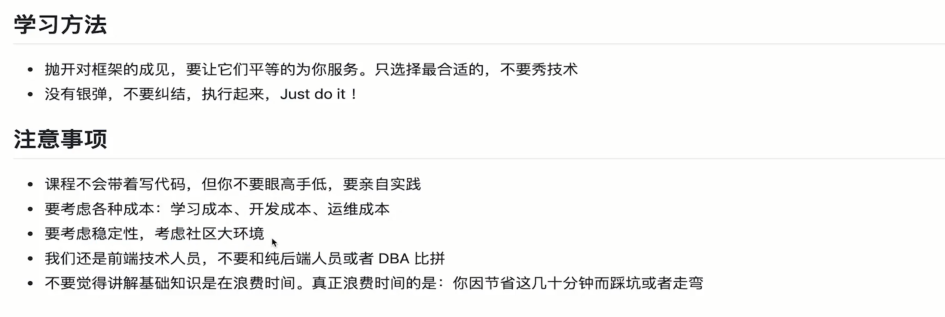 学习方法
抛开对框架的成见，要让它们平等的为你服务。只选择最合适的，不要秀技术
没有银弹，不要纠结，执行起来，Just do it！
注意事项
课程不会带着写代码，但你不要眼高手低，要亲自实践
要考虑各种成本：学习成本、开发成本、运维成本
要考虑稳定性，考虑社区大环境
我们还是前端技术人员，不要和纯后端人员或者 DBA 比拼
不要觉得讲解基础知识是在浪费时间。真正浪费时间的是：你因节省这几十分钟而踩坑或者走弯